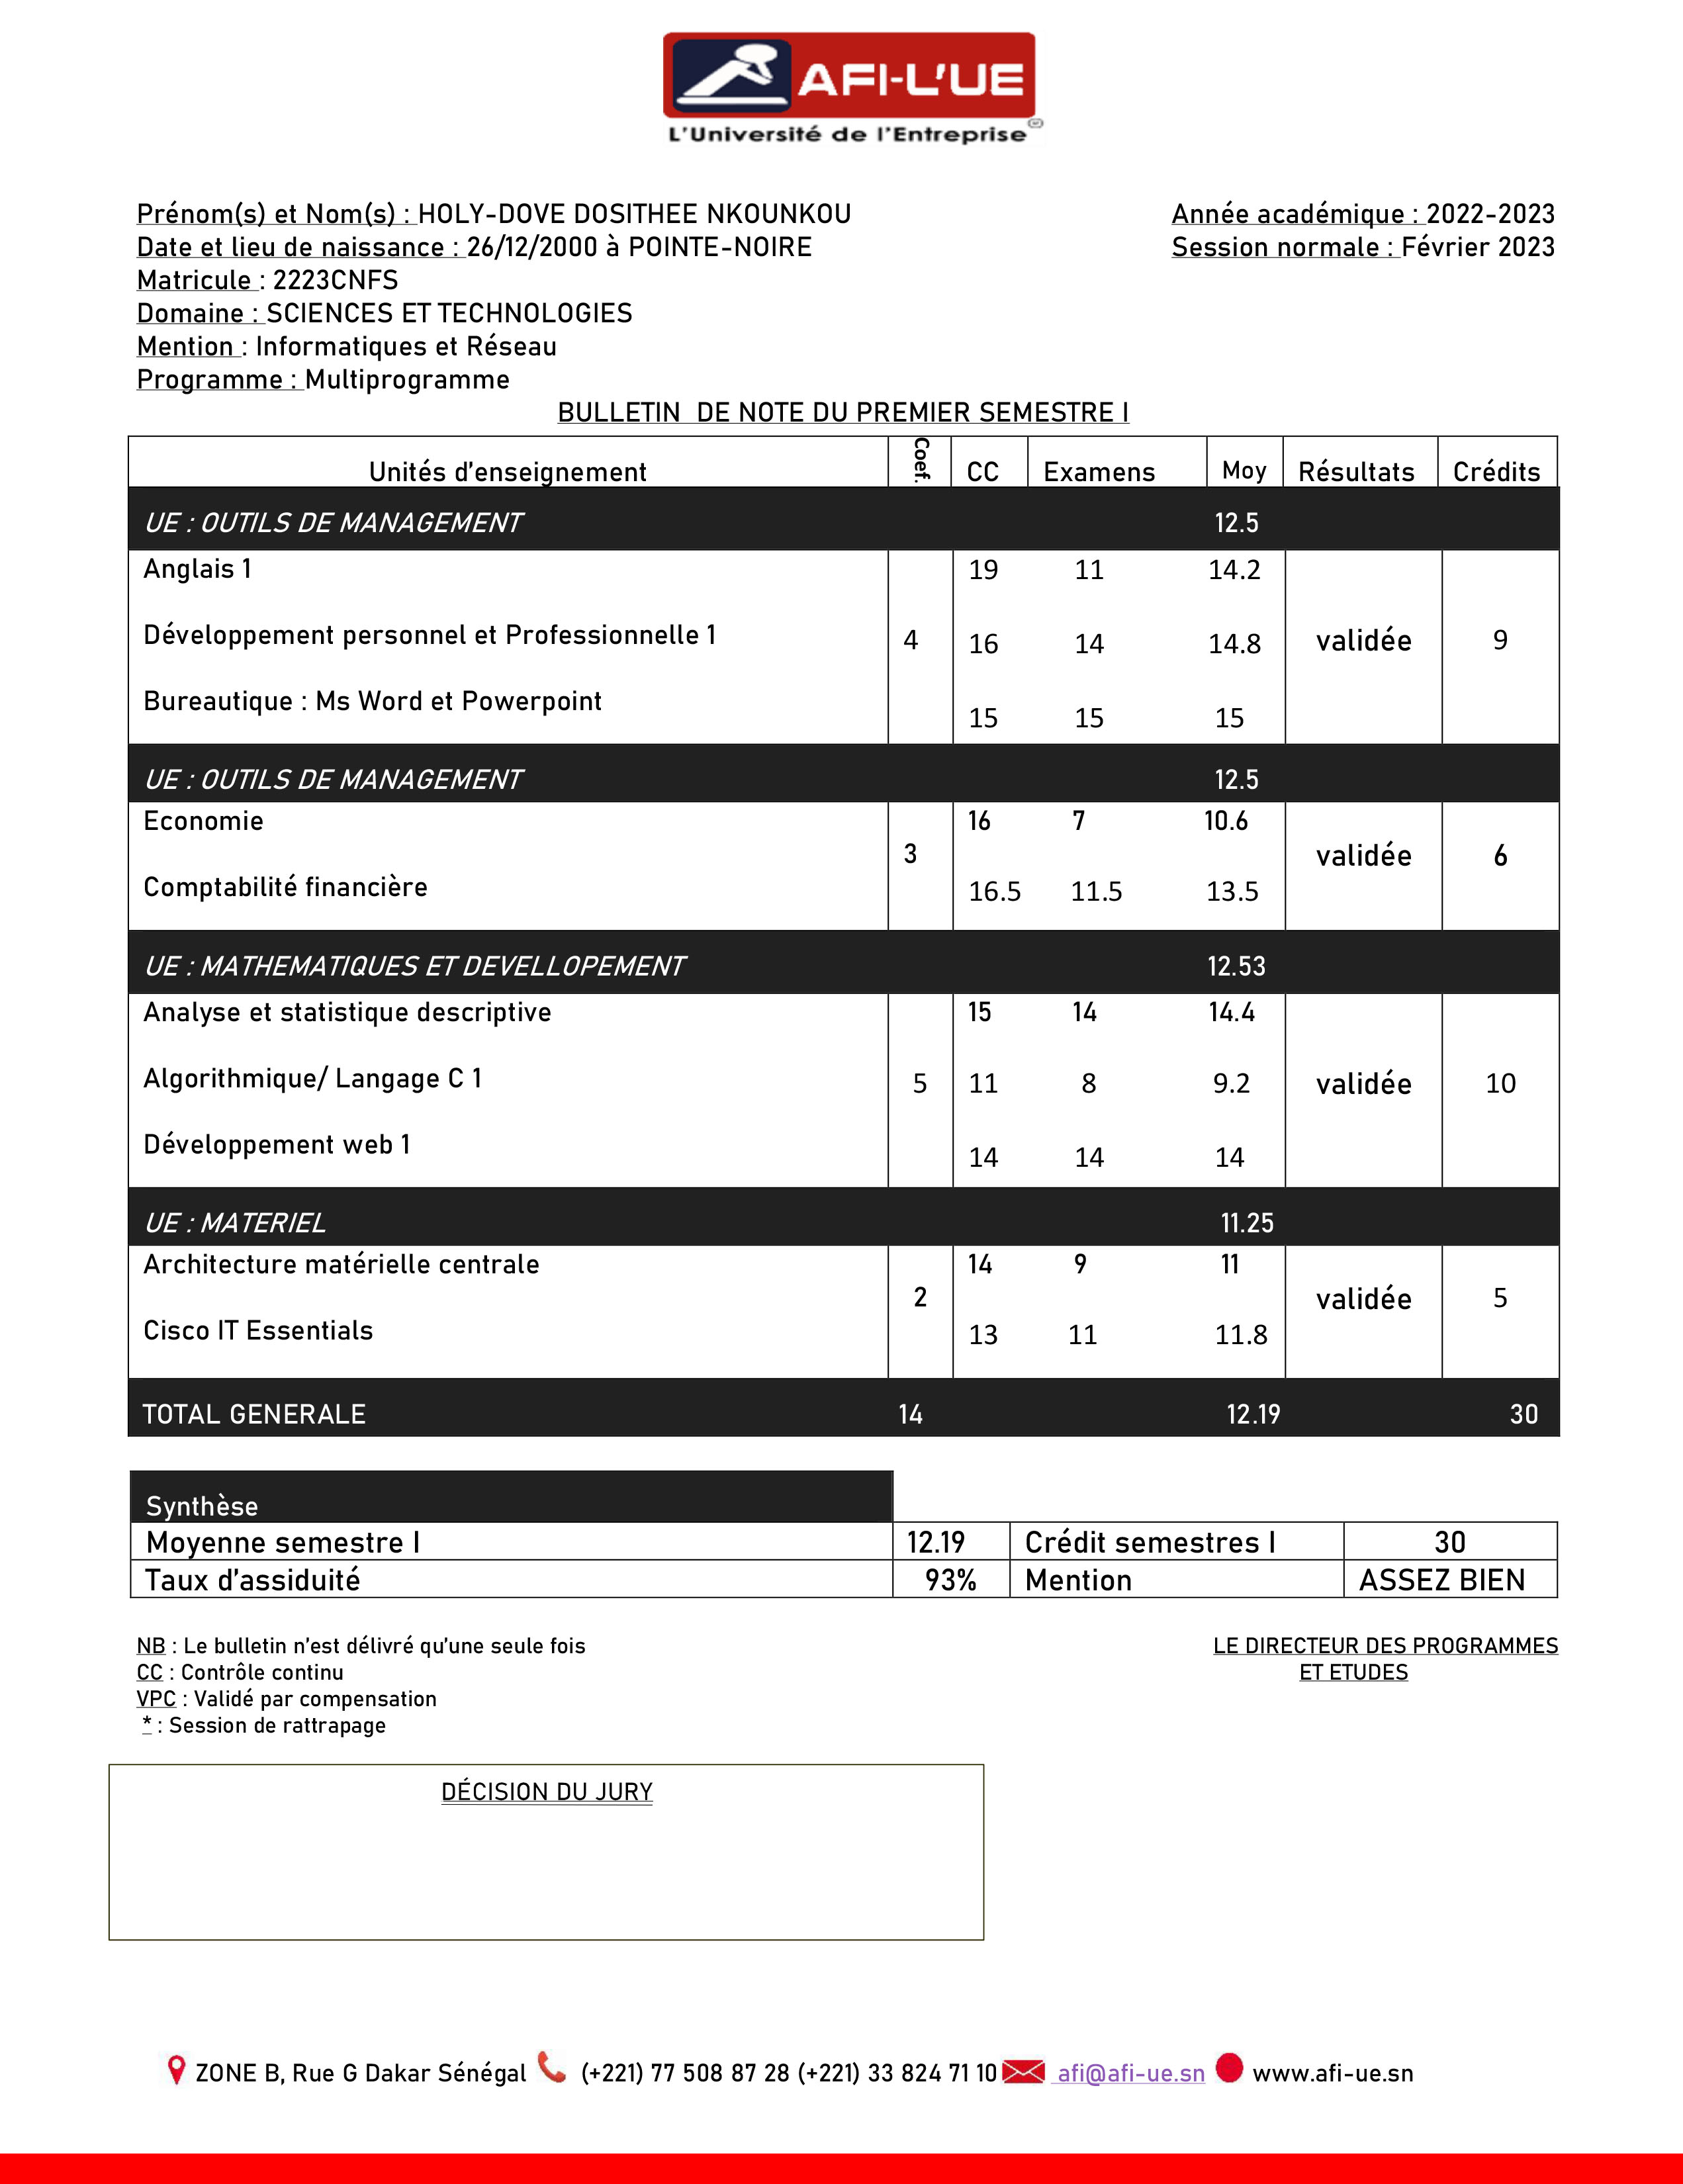 AFI-L'UE
L'Université de l'Entreprise
Prénom(s) et Nom(s) : HOLY-DOVE DOSITHEE NKOUNKOU
Année académique : 2022-2023
Date et lieu de naissance : 26/12/2000 à POINTE-NOIRE
Session normale : Février 2023
Matricule : 2223CNFS
Domaine : SCIENCES ET TECHNOLOGIES
Mention : Informatiques et Réseau
Programme : Multiprogramme
BULLETIN DE NOTE DU PREMIER SEMESTRE I
Unités d'enseignement Coef. CC Examens Moy Résultats Crédits
UE : OUTILS DE MANAGEMENT 12.5
Anglais 1 19 11 14.2
Développement personnel et Professionnelle 1 4 16 14 14.8 validée 9
Bureautique : Ms Word et Powerpoint 15 15 15
UE : OUTILS DE MANAGEMENT 12.5
Economie 16 7 10.6
3 validée 6
Comptabilité financière 16.5 11.5 13.5
UE : MATHEMATIQUES ET DEVELLOPEMENT 12.53
Analyse et statistique descriptive 15 14 14.4
Algorithmique/ Langage C 1 5 11 8 9.2 validée 10
Développement web 1 14 14 14
UE : MATERIEL 11.25
Architecture matérielle centrale 14 9 11
2 validée 5
Cisco IT Essentials 13 11 11.8
TOTAL GENERALE 14 12.19 30
Synthèse
Moyenne semestre I 12.19 Crédit semestres I 30
Taux d'assiduité 93% Mention ASSEZ BIEN
NB : Le bulletin n'est délivré qu'une seule fois
LE DIRECTEUR DES PROGRAMMES
CC : Contrôle continu
ET ETUDES
VPC : Validé par compensation
* : Session de rattrapage
DÉCISION DU JURY
ZONE B, Rue G Dakar Sénégal (+221) 77 508 87 28 (+221) 33 824 71 10 afi@afi-ue.sn www.afi-ue.sn